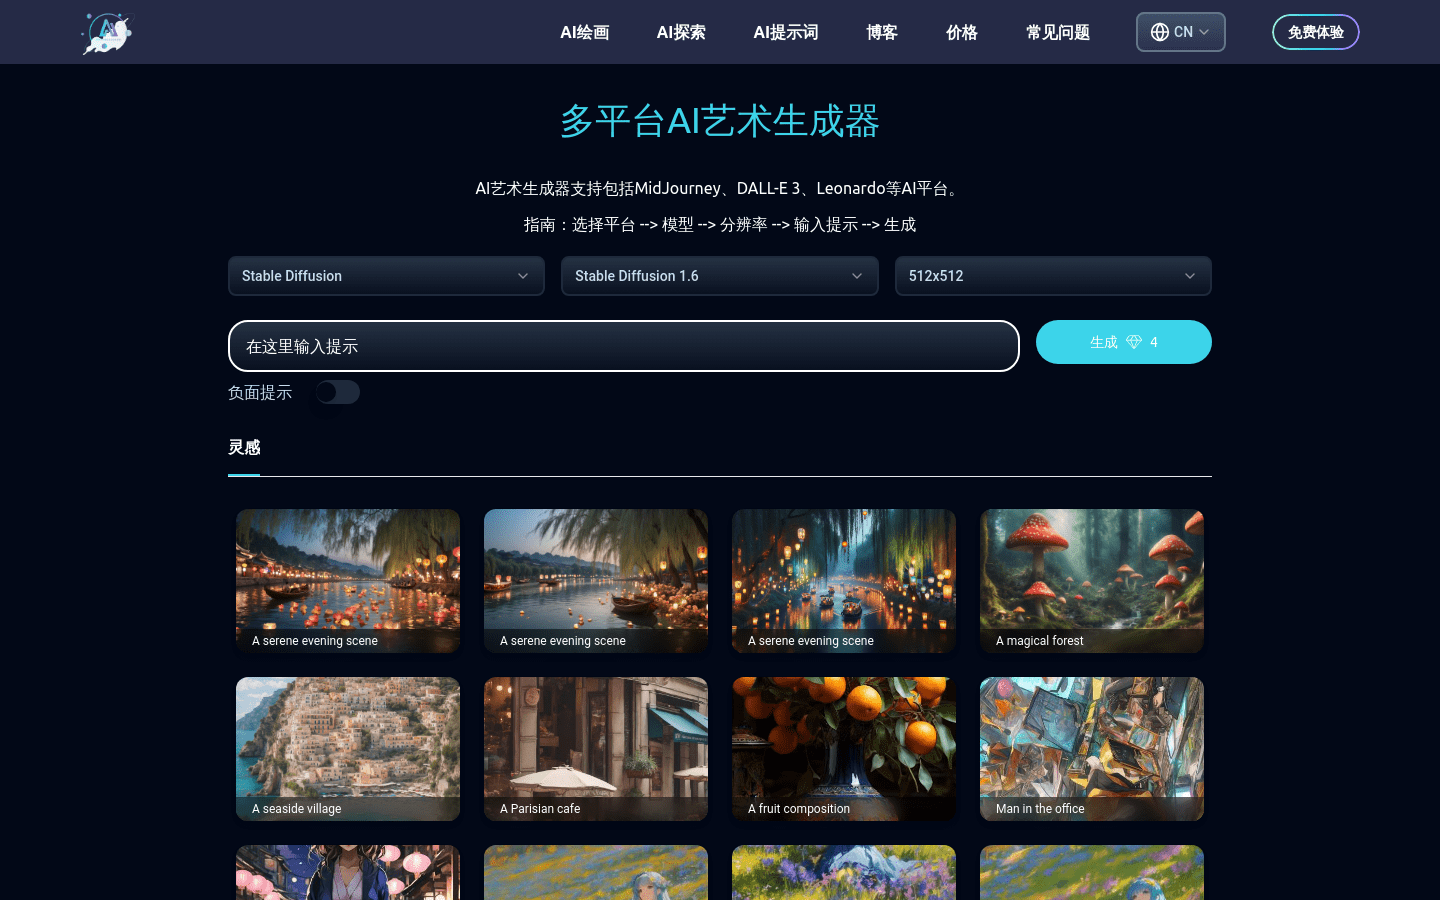 AI绘画 AI探索 AI提示词 博客 价格 常见问题 CN 免费体验
多平台AI艺术生成器
AI艺术生成器支持包括MidJourney、DALL-E 3、Leonardo等AI平台。
指南：选择平台 --> 模型 --> 分辨率 --> 输入提示 --> 生成
Stable Diffusion Stable Diffusion 1.6 512x512
在这里输入提示 生成 4
负面提示
灵感
A serene evening scene A serene evening scene A serene evening scene A magical forest
A seaside village A Parisian cafe A fruit composition Man in the office